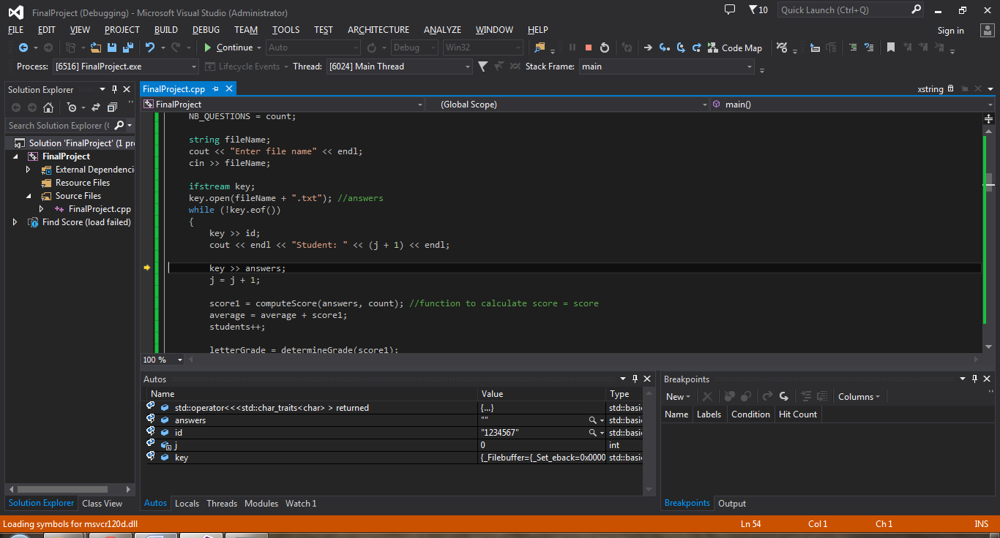 FinalProject (Debugging) - Microsoft Visual Studio (Administrator)
10
Quick Launch (Ctrl+Q)
FILE EDIT VIEW PROJECT BUILD DEBUG TEAM TOOLS TEST ARCHITECTURE ANALYZE WINDOW HELP
Sign in
Continue Auto Debug Win32 Code Map
Process: [6516] FinalProject.exe Lifecycle Events Thread: [6024] Main Thread Stack Frame: main
Solution Explorer
Search Solution Explorer (
Solution 'FinalProject' (1 pr
FinalProject
External Dependenci
Resource Files
Source Files
FinalProject.cpp
Find Score (load failed)
Solution Explorer Class View
FinalProject.cpp
xstring
FinalProject (Global Scope) main()
NB_QUESTIONS = count;
string fileName;
cout << "Enter file name" << endl;
cin >> fileName;
ifstream key;
key.open(fileName + ".txt"); //answers
while (!key.eof())
{
key >> id;
cout << endl << "Student: " << (j + 1) << endl;
key >> answers;
j = j + 1;
score1 = computeScore(answers, count); //function to calculate score = score
average = average + score1;
students++;
letterGrade = determineGrade(score1);
100 %
Autos
Name Value Type
std::operator<<<std::char_traits<char> > returned {...} std::basi
answers "" std::basi
id "1234567" std::basi
j 0 int
key {_Filebuffer={_Set_eback=0x0000 std::basi
Autos Locals Threads Modules Watch 1
Breakpoints
New Columns
Name Labels Condition Hit Count
Breakpoints Output
Loading symbols for msvcr120d.dll
Ln 54 Col 1 Ch 1 INS